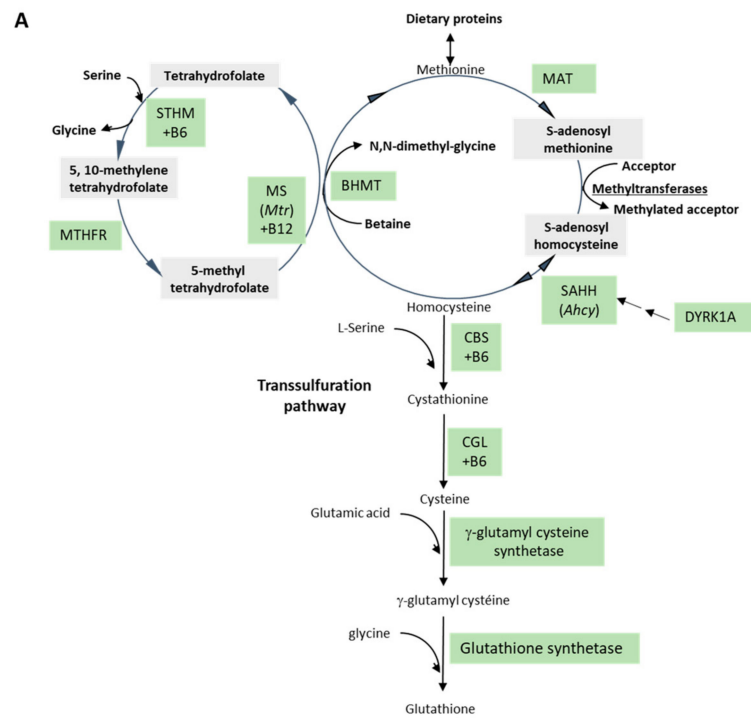 A
Dietary proteins
Methionine
MAT
Serine
Tetrahydrofolate
STHM
+B6
Glycine
5, 10-methylene
tetrahydrofolate
MTHFR
5-methyl
tetrahydrofolate
MS
(Mtr)
+B12
N,N-dimethyl-glycine
BHMT
Betaine
S-adenosyl
methionine
Acceptor
Methyltransferases
Methylated acceptor
S-adenosyl
homocysteine
SAHH
(Ahcy)
DYRK1A
Homocysteine
L-Serine
CBS
+B6
Transsulfuration
pathway
Cystathionine
CGL
+B6
Cysteine
Glutamic acid
γ-glutamyl cysteine
synthetase
γ-glutamyl cystéine
glycine
Glutathione synthetase
Glutathione